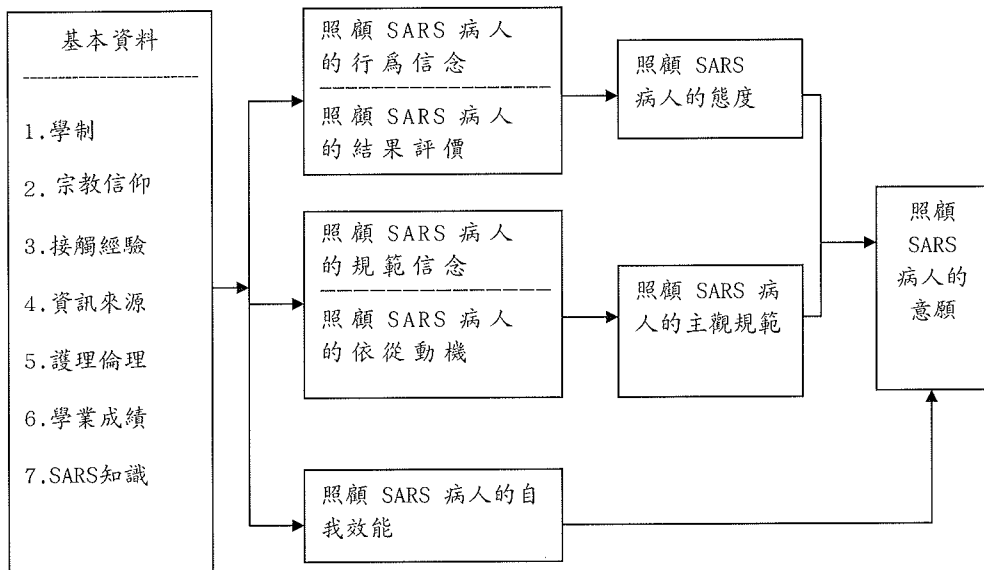 基本資料
1.學制
2.宗教信仰
3.接觸經驗
4.資訊來源
5.護理倫理
6.學業成績
7.SARS知識
照顧 SARS 病人
的行為信念
照顧 SARS 病人
的結果評價
照顧 SARS 病人
的規範信念
照顧 SARS 病人
的依從動機
照顧 SARS 病人的自
我效能
照顧 SARS
病人的態度
照顧 SARS 病
人的主觀規範
照顧
SARS
病人的
意願